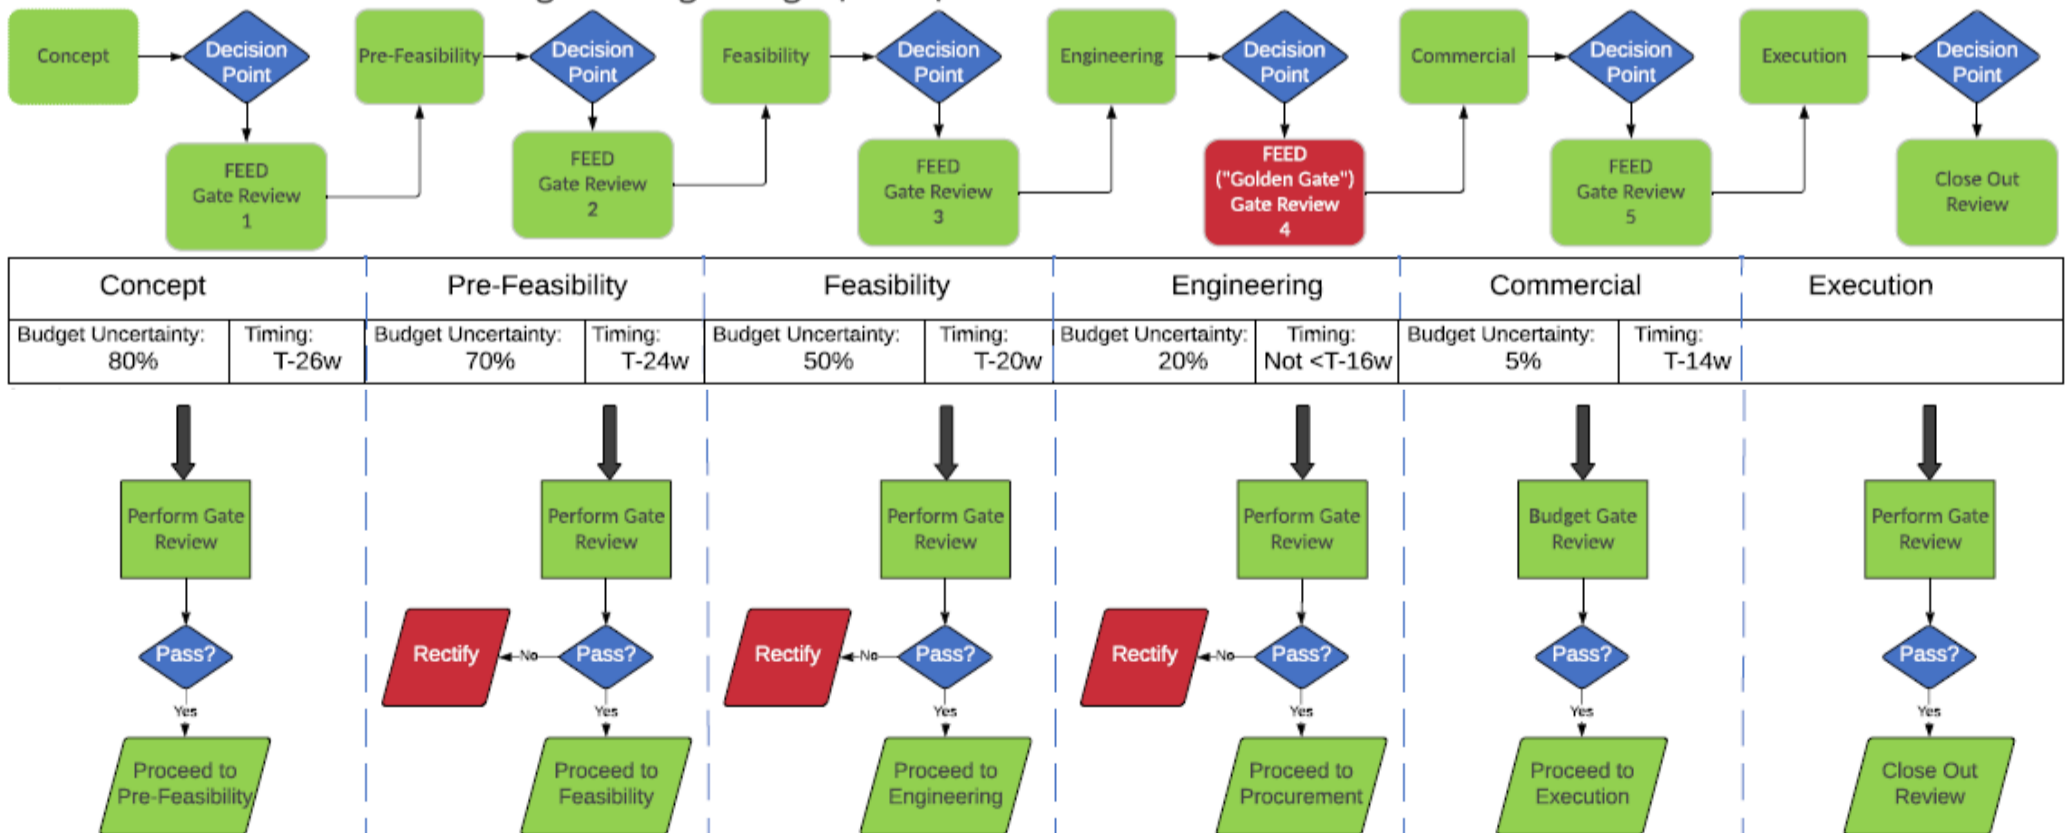 Concept
Decision
Point
Pre-Feasibility
Decision
Point
Feasibility
Decision
Point
Engineering
Decision
Point
Commercial
Decision
Point
Execution
Decision
Point
FEED
Gate Review
1
FEED
Gate Review
2
FEED
Gate Review
3
FEED
("Golden Gate")
Gate Review
4
FEED
Gate Review
5
Close Out
Review
Concept
Pre-Feasibility
Feasibility
Engineering
Commercial
Execution
Budget Uncertainty:
80%
Timing:
T-26w
Budget Uncertainty:
70%
Timing:
T-24w
Budget Uncertainty:
50%
Timing:
T-20w
Budget Uncertainty:
20%
Timing:
Not <T-16w
Budget Uncertainty:
5%
Timing:
T-14w
Perform Gate
Review
Perform Gate
Review
Perform Gate
Review
Perform Gate
Review
Budget Gate
Review
Perform Gate
Review
Pass?
Rectify
No
Pass?
Rectify
No
Pass?
Rectify
No
Pass?
Pass?
Pass?
Yes
Yes
Yes
Yes
Yes
Yes
Proceed to
Pre-Feasibility
Proceed to
Feasibility
Proceed to
Engineering
Proceed to
Procurement
Proceed to
Execution
Close Out
Review